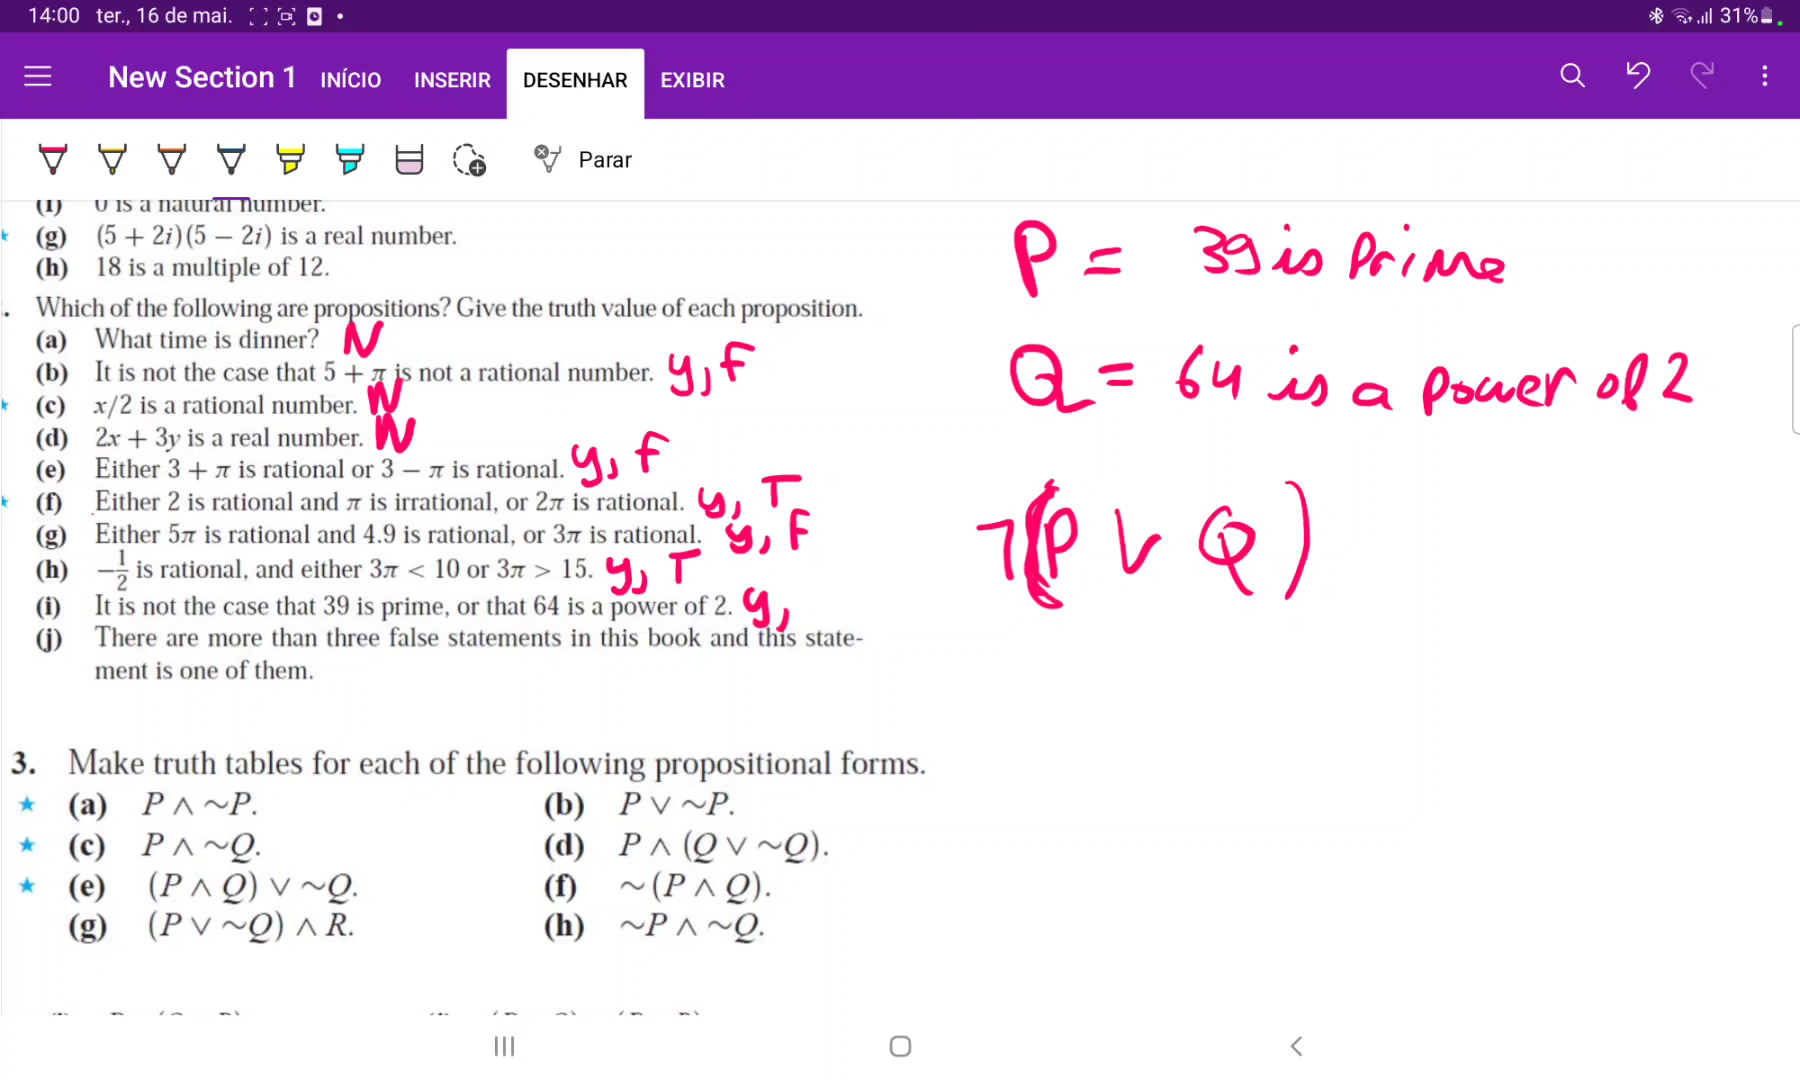 14:00 ter., 16 de mai.
31%
New Section 1 INÍCIO INSERIR DESENHAR EXIBIR
Parar
0 is a natural number.
(g) (5 + 2i)(5 − 2i) is a real number.
(h) 18 is a multiple of 12.
Which of the following are propositions? Give the truth value of each proposition.
(a) What time is dinner? N
(b) It is not the case that 5 + π is not a rational number. y, F
(c) x/2 is a rational number. N
(d) 2x + 3y is a real number. N
(e) Either 3 + π is rational or 3 − π is rational. y, F
(f) Either 2 is rational and π is irrational, or 2π is rational. y, T
(g) Either 5π is rational and 4.9 is rational, or 3π is rational. y, F
(h) −1/2 is rational, and either 3π < 10 or 3π > 15. y, T
(i) It is not the case that 39 is prime, or that 64 is a power of 2. y,
(j) There are more than three false statements in this book and this state-
ment is one of them.
P = 39 is Prime
Q = 64 is a power of 2
¬(P ∨ Q)
3. Make truth tables for each of the following propositional forms.
★ (a) P ∧ ~P. (b) P ∨ ~P.
★ (c) P ∧ ~Q. (d) P ∧ (Q ∨ ~Q).
★ (e) (P ∧ Q) ∨ ~Q. (f) ~(P ∧ Q).
(g) (P ∨ ~Q) ∧ R. (h) ~P ∧ ~Q.